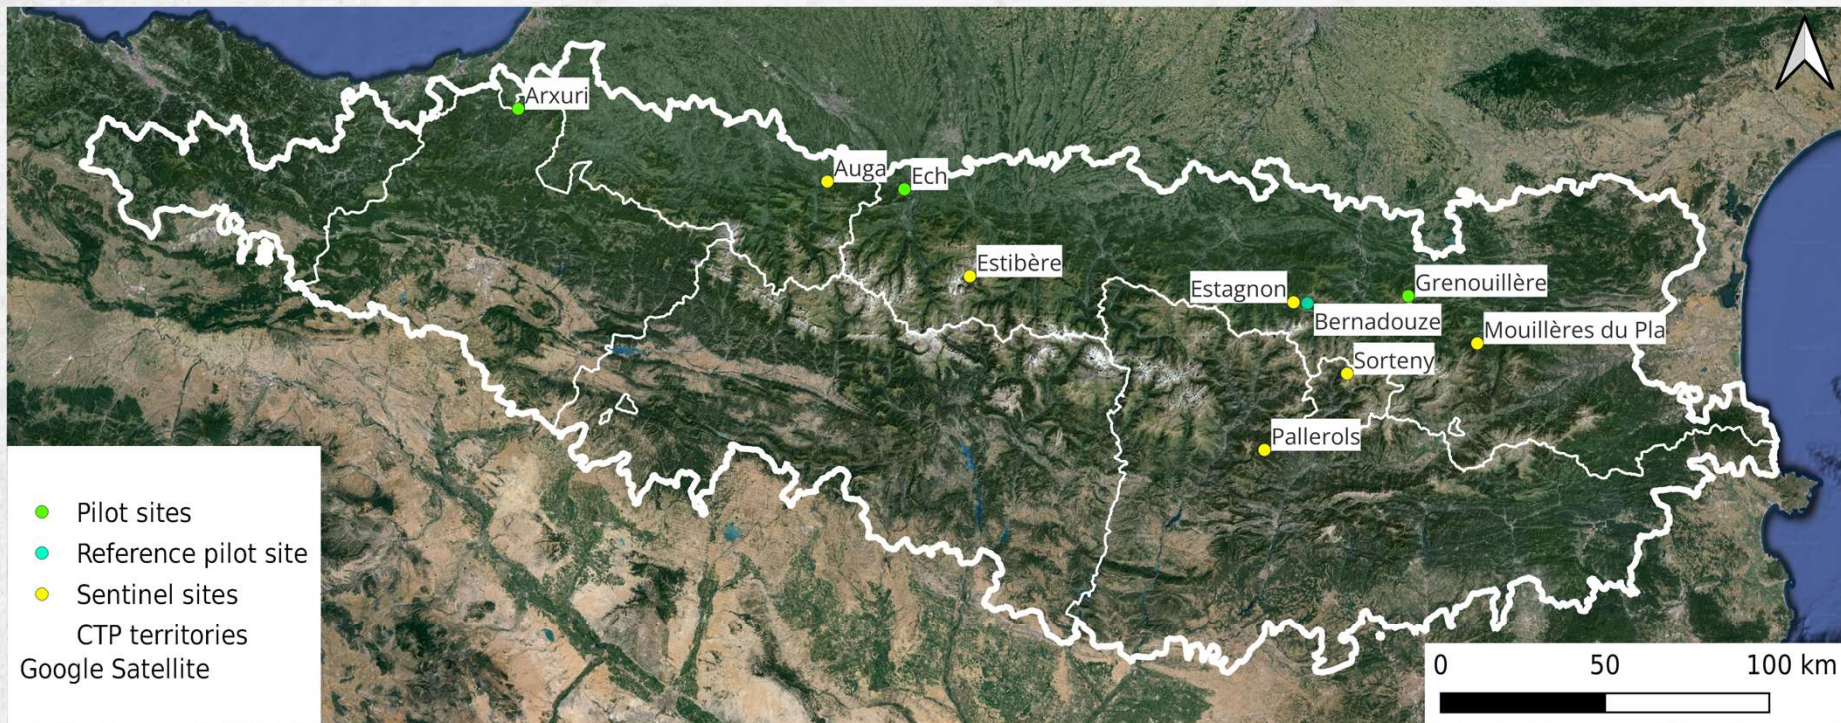 Arxuri
Auga
Ech
Estibère
Estagnon
Grenouillère
Bernadouze
Mouillères du Pla
Sorteny
Pallerols
Pilot sites
Reference pilot site
Sentinel sites
CTP territories
Google Satellite
0 50 100 km